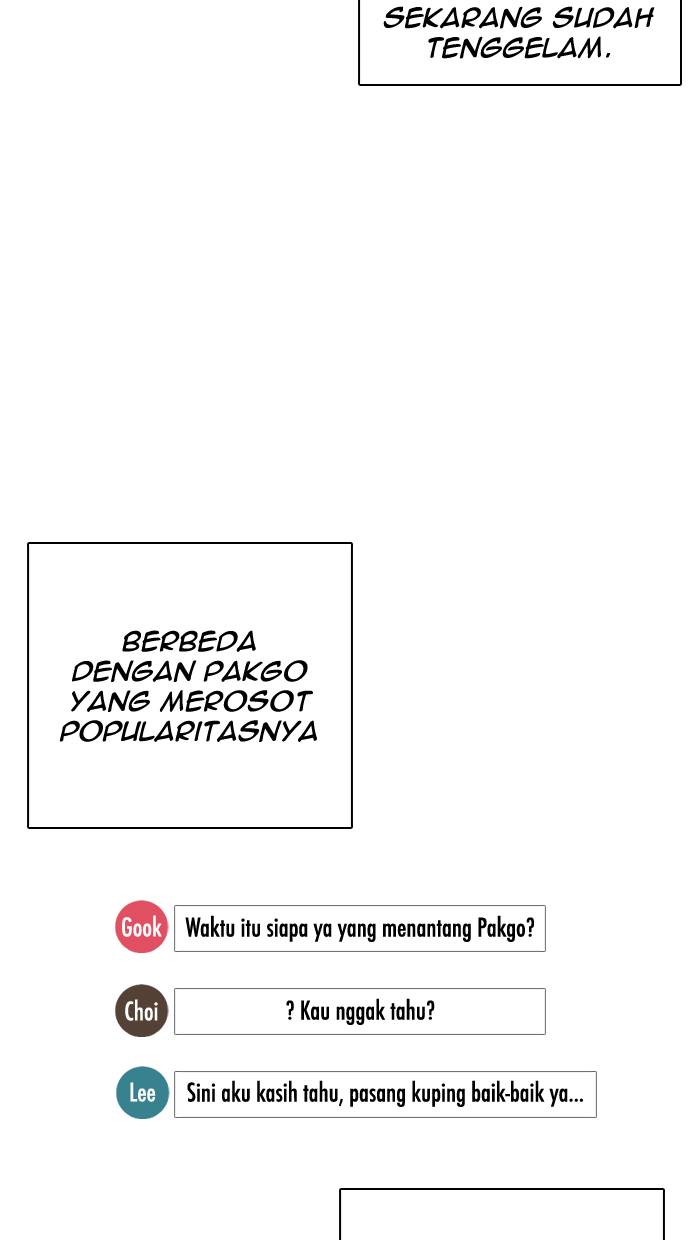 SEKARANG SUDAH
TENGGELAM.
BERBEDA
DENGAN PAKGO
YANG MEROSOT
POPULARITASNYA
Gook Waktu itu siapa ya yang menantang Pakgo?
Choi ? Kau nggak tahu?
Lee Sini aku kasih tahu, pasang kuping baik-baik ya...